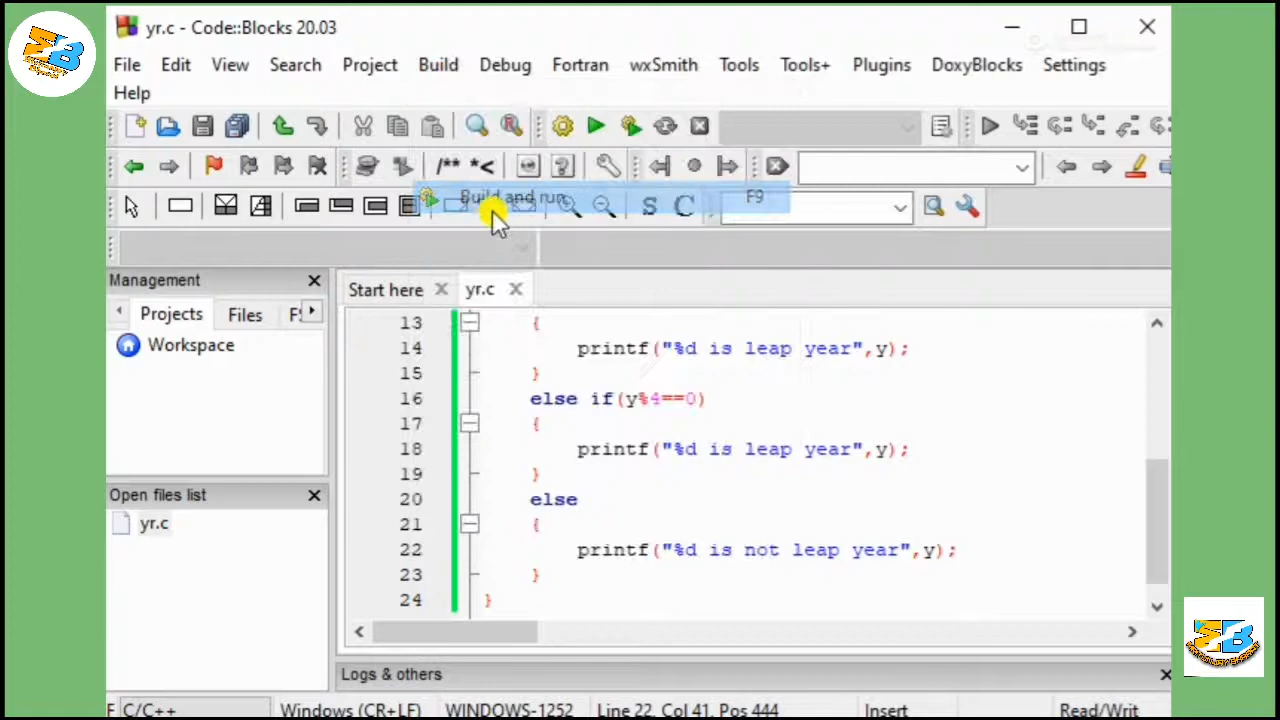 yr.c - Code::Blocks 20.03
File Edit View Search Project Build Debug Fortran wxSmith Tools Tools+ Plugins DoxyBlocks Settings
Help
/** *<
Build and run F9
S C
Management
Projects Files
Workspace
Open files list
yr.c
Start here yr.c
13 {
14 printf("%d is leap year",y);
15 }
16 else if(y%4==0)
17 {
18 printf("%d is leap year",y);
19 }
20 else
21 {
22 printf("%d is not leap year",y);
23 }
24 }
Logs & others
C/C++ Windows (CR+LF) WINDOWS-1252 Line 22, Col 41, Pos 444 Insert Read/Writ